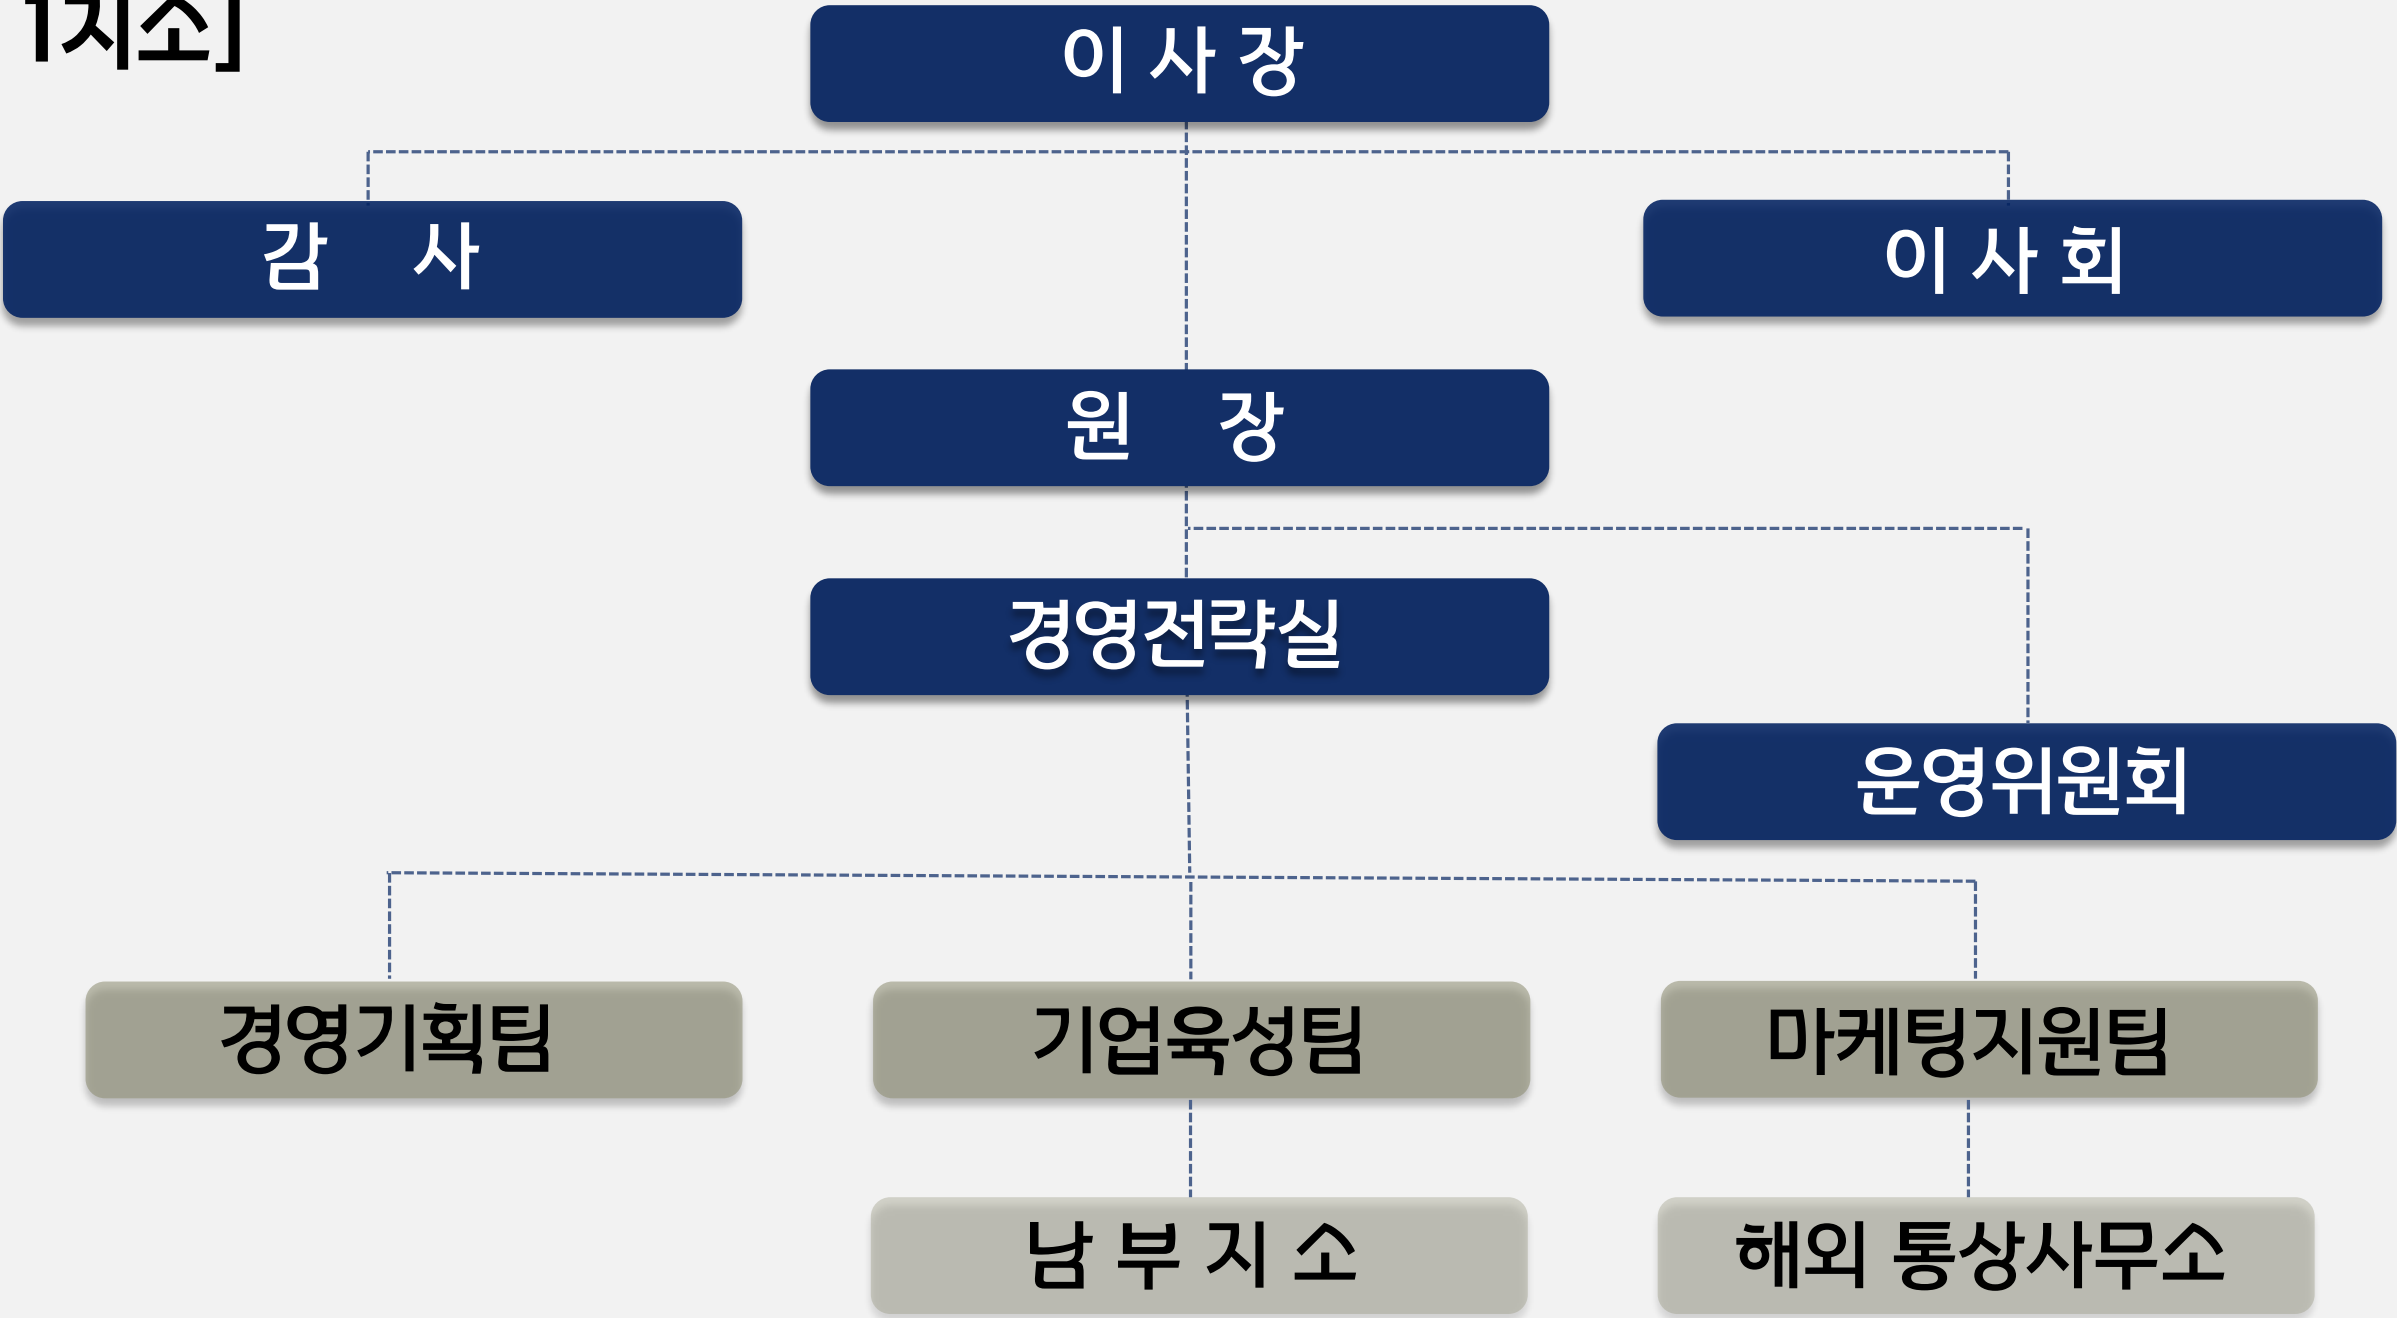 1지소]
이 사 장
감 사
이 사 회
원 장
경영전략실
운영위원회
경영기획팀
기업육성팀
마케팅지원팀
남 부 지 소
해외 통상사무소